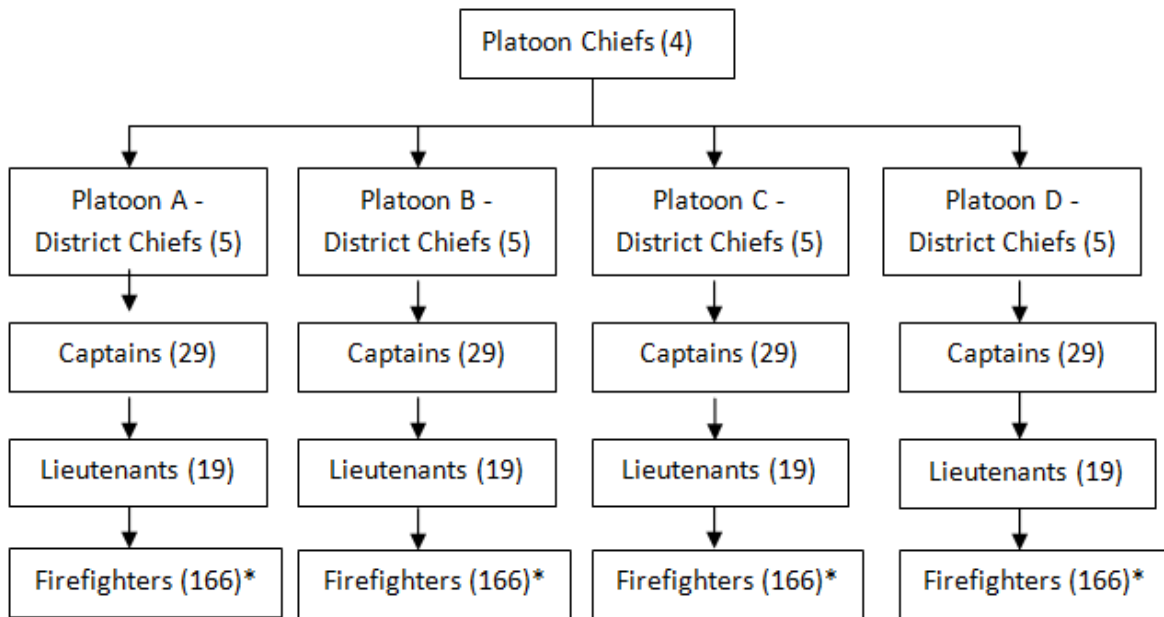 Platoon Chiefs (4)
Platoon A -
District Chiefs (5)
Platoon B -
District Chiefs (5)
Platoon C -
District Chiefs (5)
Platoon D -
District Chiefs (5)
Captains (29)
Captains (29)
Captains (29)
Captains (29)
Lieutenants (19)
Lieutenants (19)
Lieutenants (19)
Lieutenants (19)
Firefighters (166)*
Firefighters (166)*
Firefighters (166)*
Firefighters (166)*